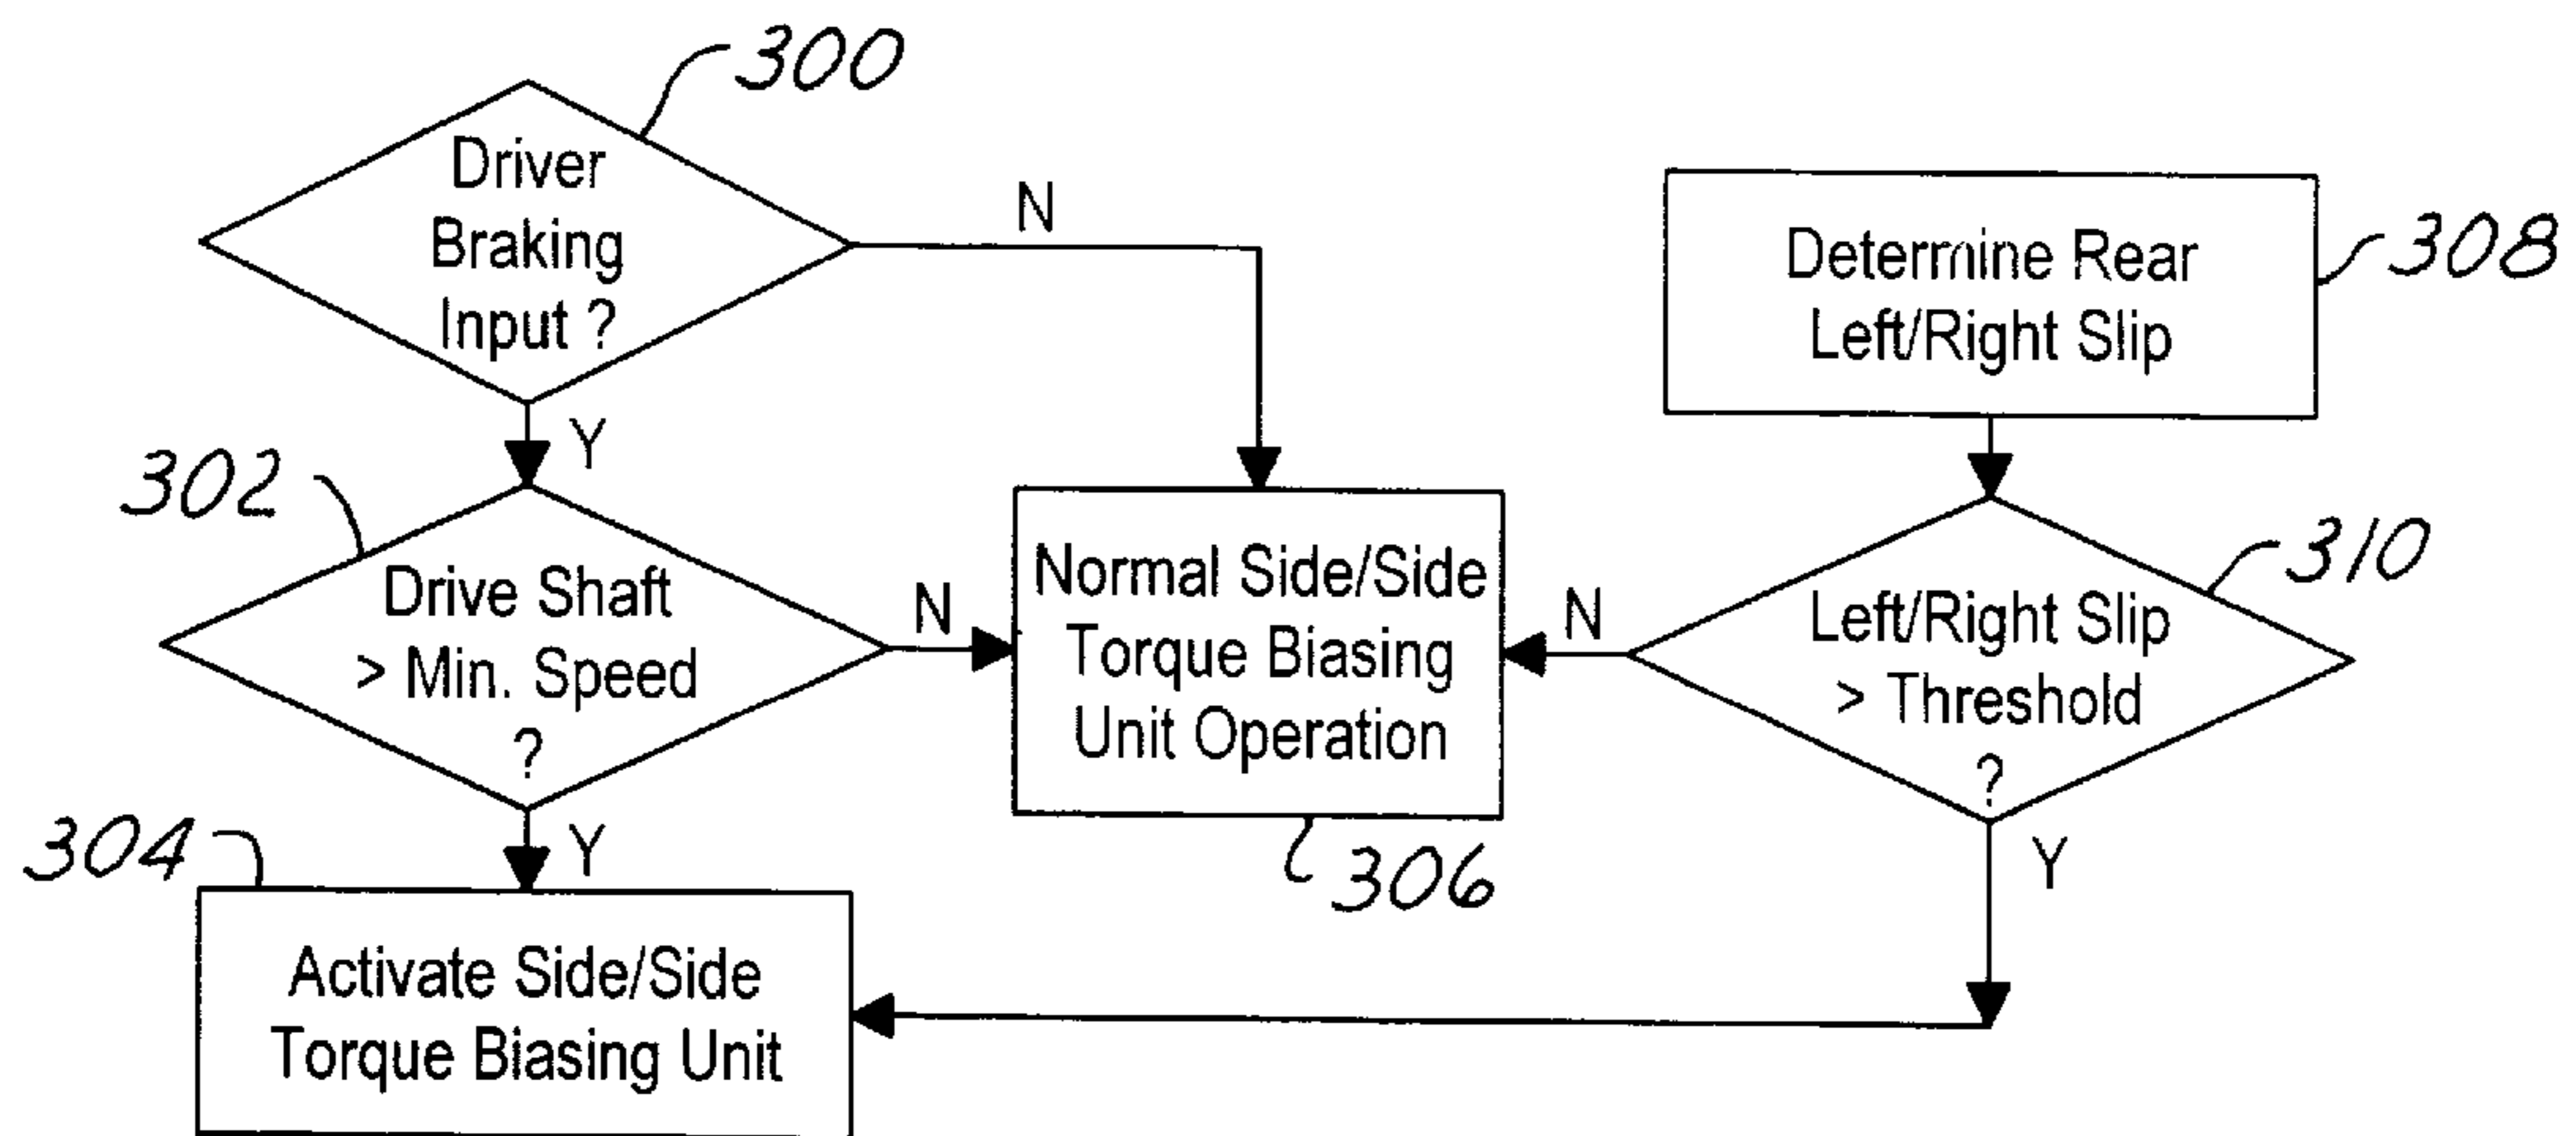 300
Driver
Braking
Input ?
N
Y
308
Determine Rear
Left/Right Slip
302
Drive Shaft
> Min. Speed
?
N
Y
Normal Side/Side
Torque Biasing
Unit Operation
306
310
Left/Right Slip
> Threshold
?
N
Y
304
Activate Side/Side
Torque Biasing Unit